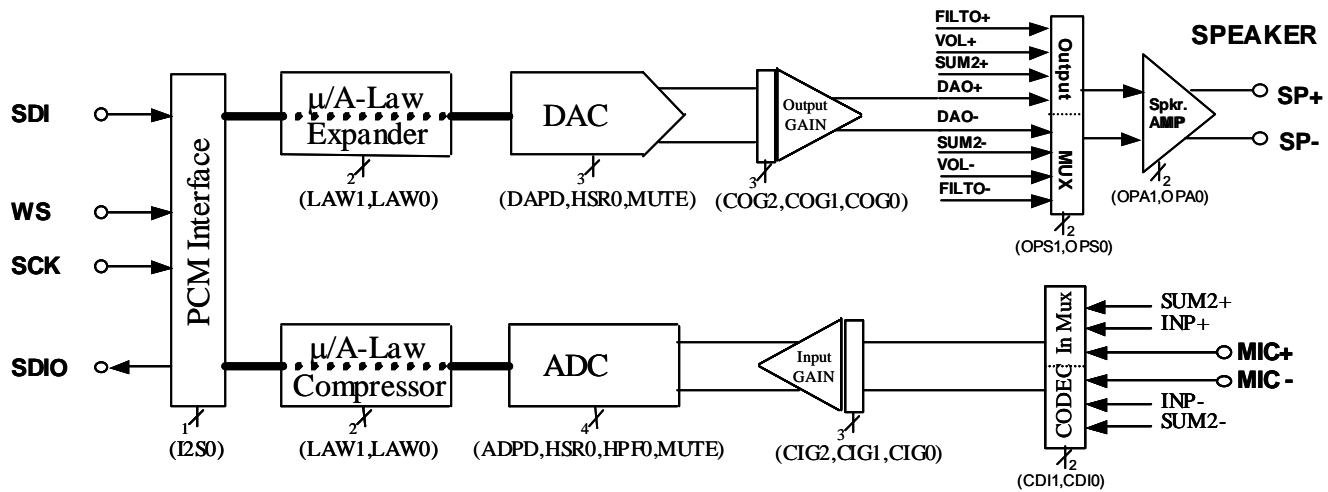 FILTO+
VOL+
SUM2+
DAO+
DAO-
SUM2-
VOL-
FILTO-
Output
MUX
2
(OPS1,OPS0)
SPEAKER
Spkr.
AMP
2
(OPA1,OPA0)
SP+
SP-
SDI
WS
SCK
SDIO
PCM Interface
1
(I2S0)
μ/A-Law
Expander
2
(LAW1,LAW0)
DAC
3
(DAPD,HSR0,MUTE)
Output
GAIN
3
(COG2,COG1,COG0)
μ/A-Law
Compressor
2
(LAW1,LAW0)
ADC
4
(ADPD,HSR0,HPF0,MUTE)
Input
GAIN
3
(CIG2,CIG1,CIG0)
CODEC In Mux
2
(CDI1,CDI0)
SUM2+
INP+
MIC+
MIC-
INP-
SUM2-